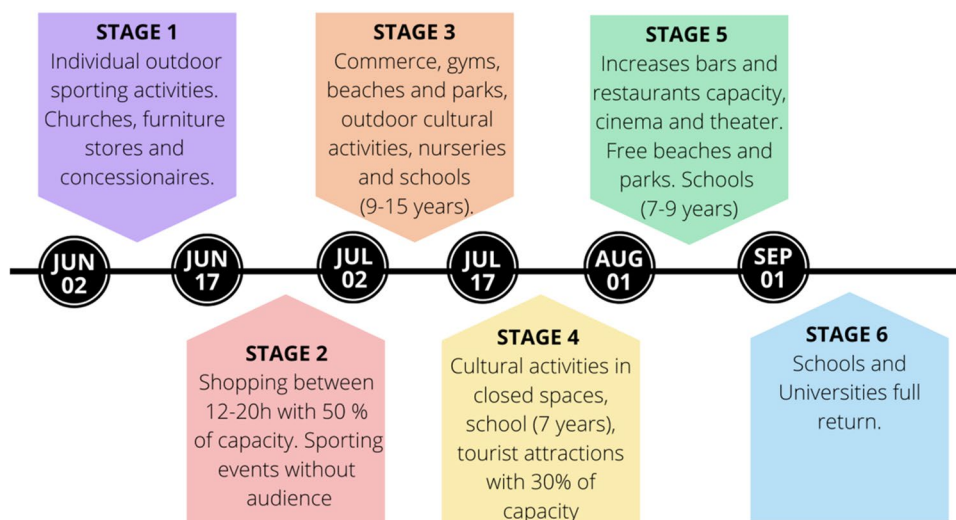 STAGE 1
Individual outdoor
sporting activities.
Churches, furniture
stores and
concessionaires.
STAGE 3
Commerce, gyms,
beaches and parks,
outdoor cultural
activities, nurseries
and schools
(9-15 years).
STAGE 5
Increases bars and
restaurants capacity,
cinema and theater.
Free beaches and
parks. Schools
(7-9 years)
JUN
02
JUN
17
JUL
02
JUL
17
AUG
01
SEP
01
STAGE 2
Shopping between
12-20h with 50 %
of capacity. Sporting
events without
audience
STAGE 4
Cultural activities in
closed spaces,
school (7 years),
tourist attractions
with 30% of
capacity
STAGE 6
Schools and
Universities full
return.